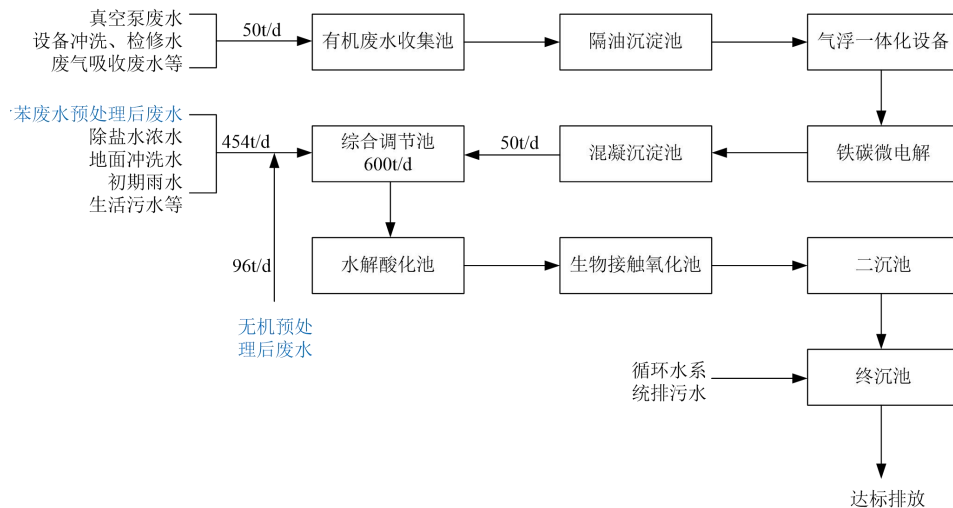 真空泵废水
设备冲洗、检修水
废气吸收废水等
50t/d
有机废水收集池
隔油沉淀池
气浮一体化设备
苯废水预处理后废水
除盐水浓水
地面冲洗水
初期雨水
生活污水等
454t/d
综合调节池
600t/d
50t/d
混凝沉淀池
铁碳微电解
96t/d
无机预处
理后废水
水解酸化池
生物接触氧化池
二沉池
循环水系
统排污水
终沉池
达标排放